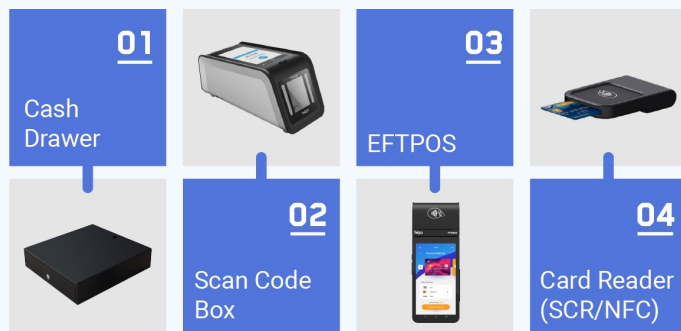 01
Cash
Drawer
03
EFTPOS
02
Scan Code
Box
04
Card Reader
(SCR/NFC)